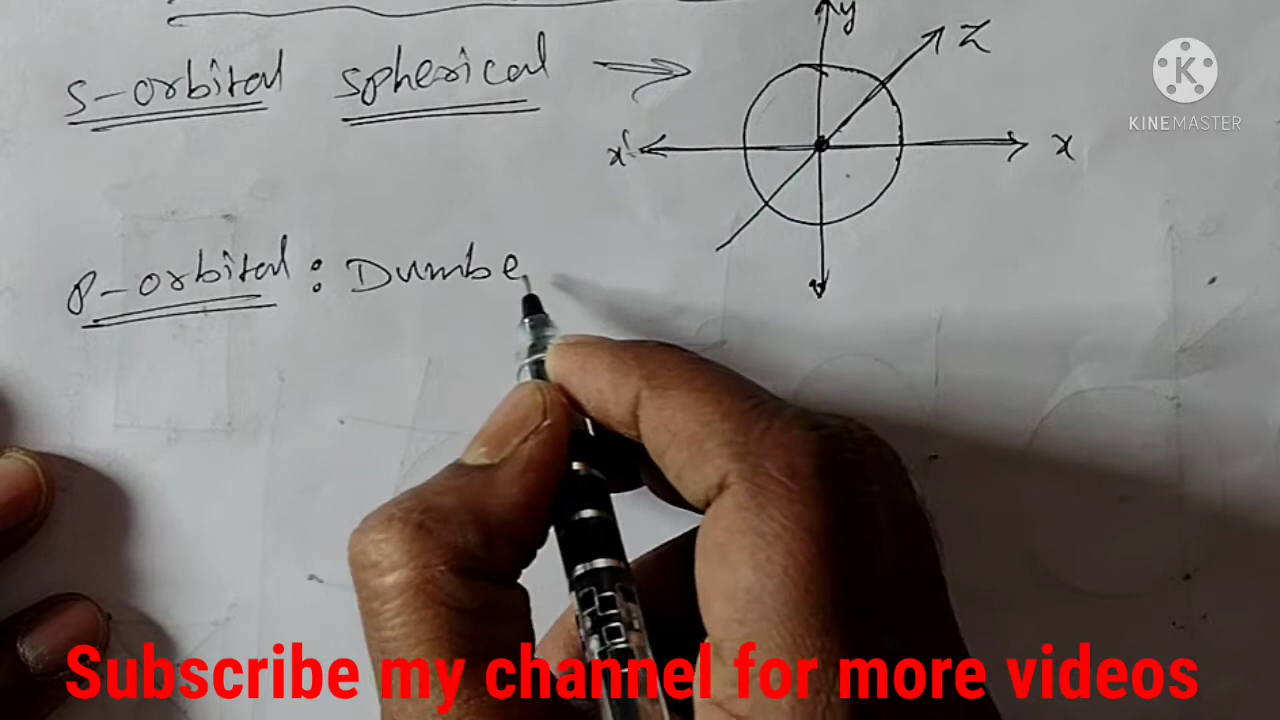 y
Z
s-orbital spherical
K
KINEMASTER
x'
x
p-orbital : Dumbe
Subscribe my channel for more videos